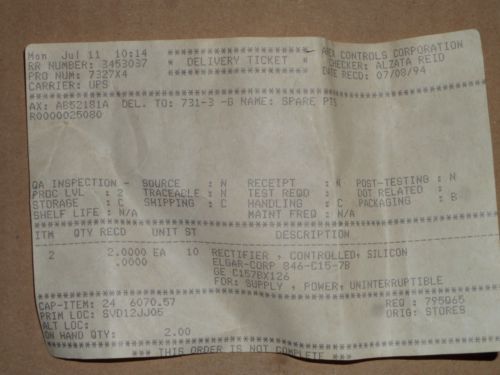 Mon Jul 11 10:14 ********************* APEX CONTROLS CORPORATION
RR NUMBER: 3453037 * DELIVERY TICKET * CHECKER: ALZATA REID
PRO NUM: 7327X4 ********************* DATE RECD: 07/08/94
CARRIER: UPS
AX: AB52181A DEL. TO: 731-3 -B NAME: SPARE PTS
R0000025080
QA INSPECTION - SOURCE : N RECEIPT : N POST-TESTING : N
PROC LVL : 2 TRACEABLE : N TEST REQD : N DOT RELATED :
STORAGE : C SHIPPING : C HANDLING : C PACKAGING : B
SHELF LIFE : N/A MAINT FREQ : N/A
ITM QTY RECD UNIT ST DESCRIPTION
2 2.0000 EA 10 RECTIFIER , CONTROLLED, SILICON
.0000 ELGAR-CORP 846-C15-7B
GE C157BX126
FOR: SUPPLY , POWER, UNINTERRUPTIBLE
CAP-ITEM: 24 6070.57 REQ : 795Q65
PRIM LOC: SVD12JJ05 ORIG: STORES
ALT LOC:
ON HAND QTY: 2.00
*** THIS ORDER IS NOT COMPLETE ***